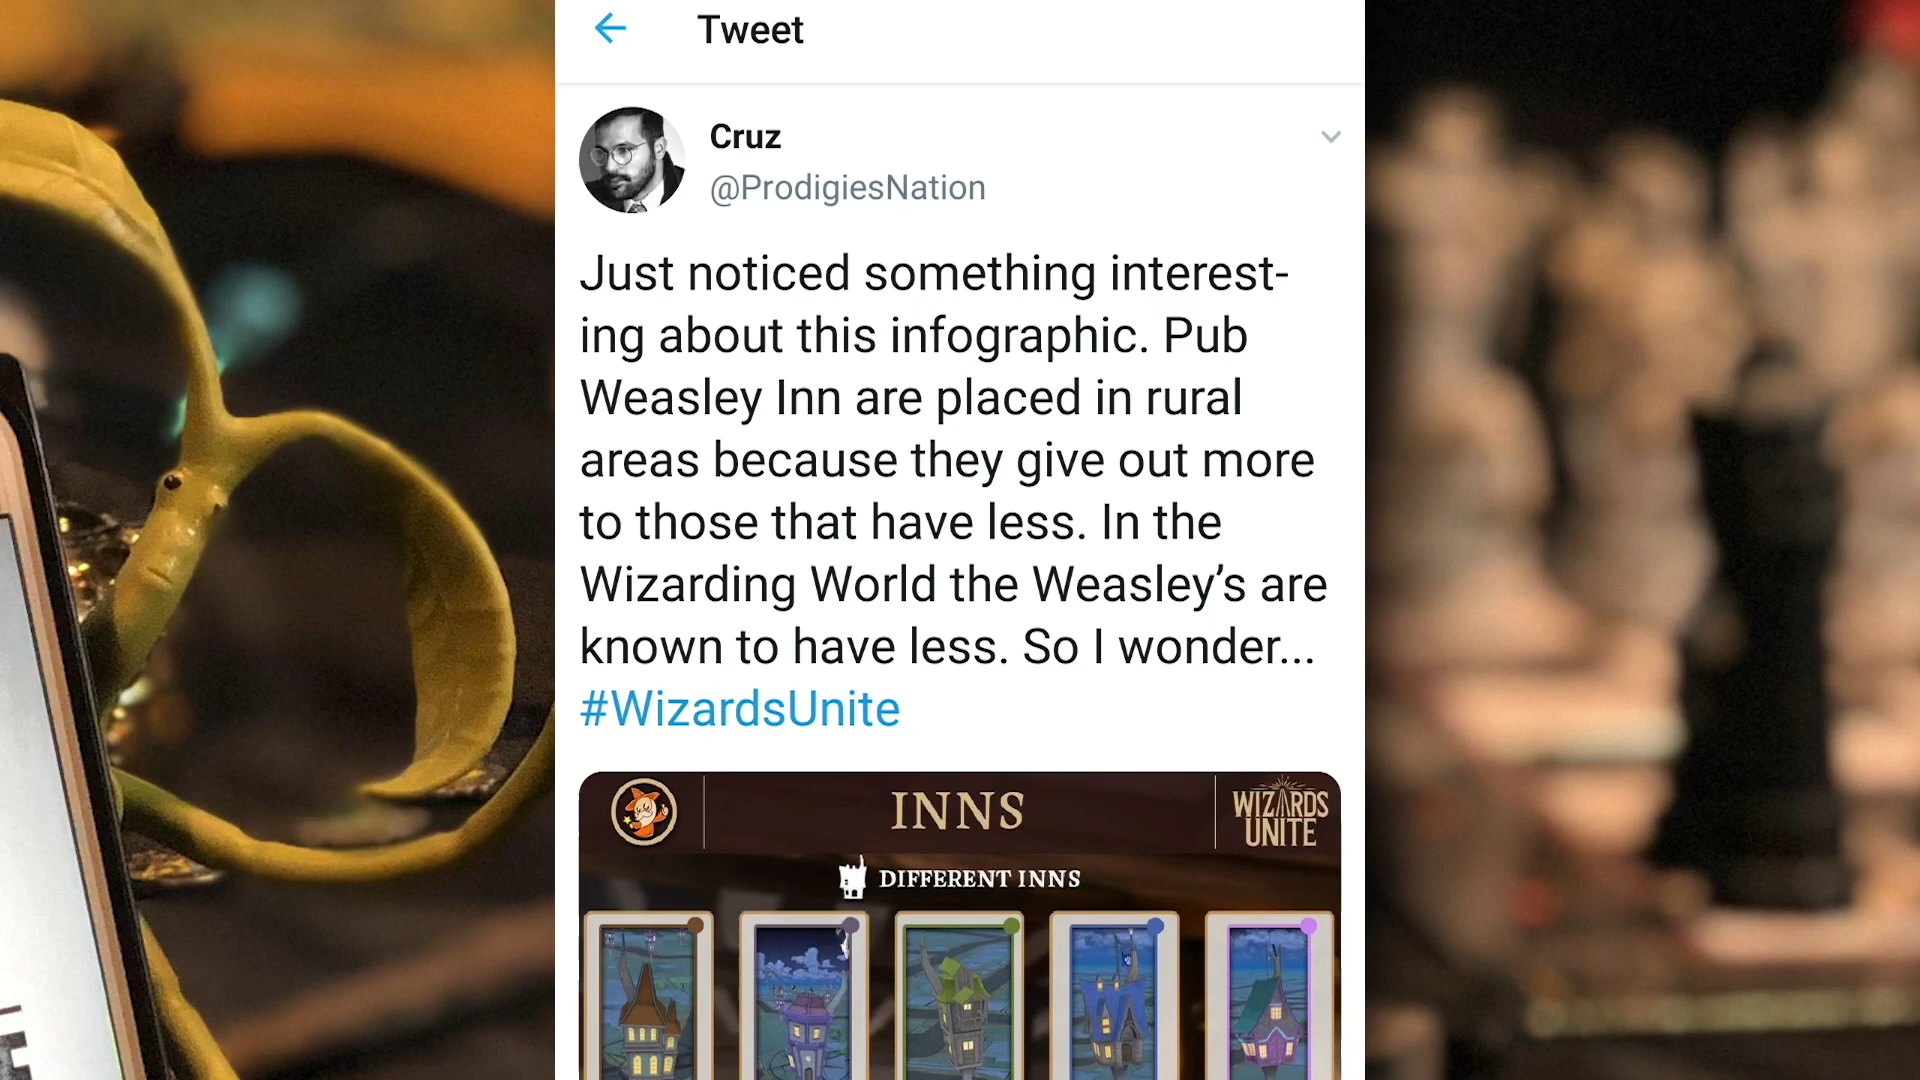 Tweet
Cruz
@ProdigiesNation
Just noticed something interest-
ing about this infographic. Pub
Weasley Inn are placed in rural
areas because they give out more
to those that have less. In the
Wizarding World the Weasley’s are
known to have less. So I wonder...
#WizardsUnite
INNS
WIZARDS
UNITE
DIFFERENT INNS